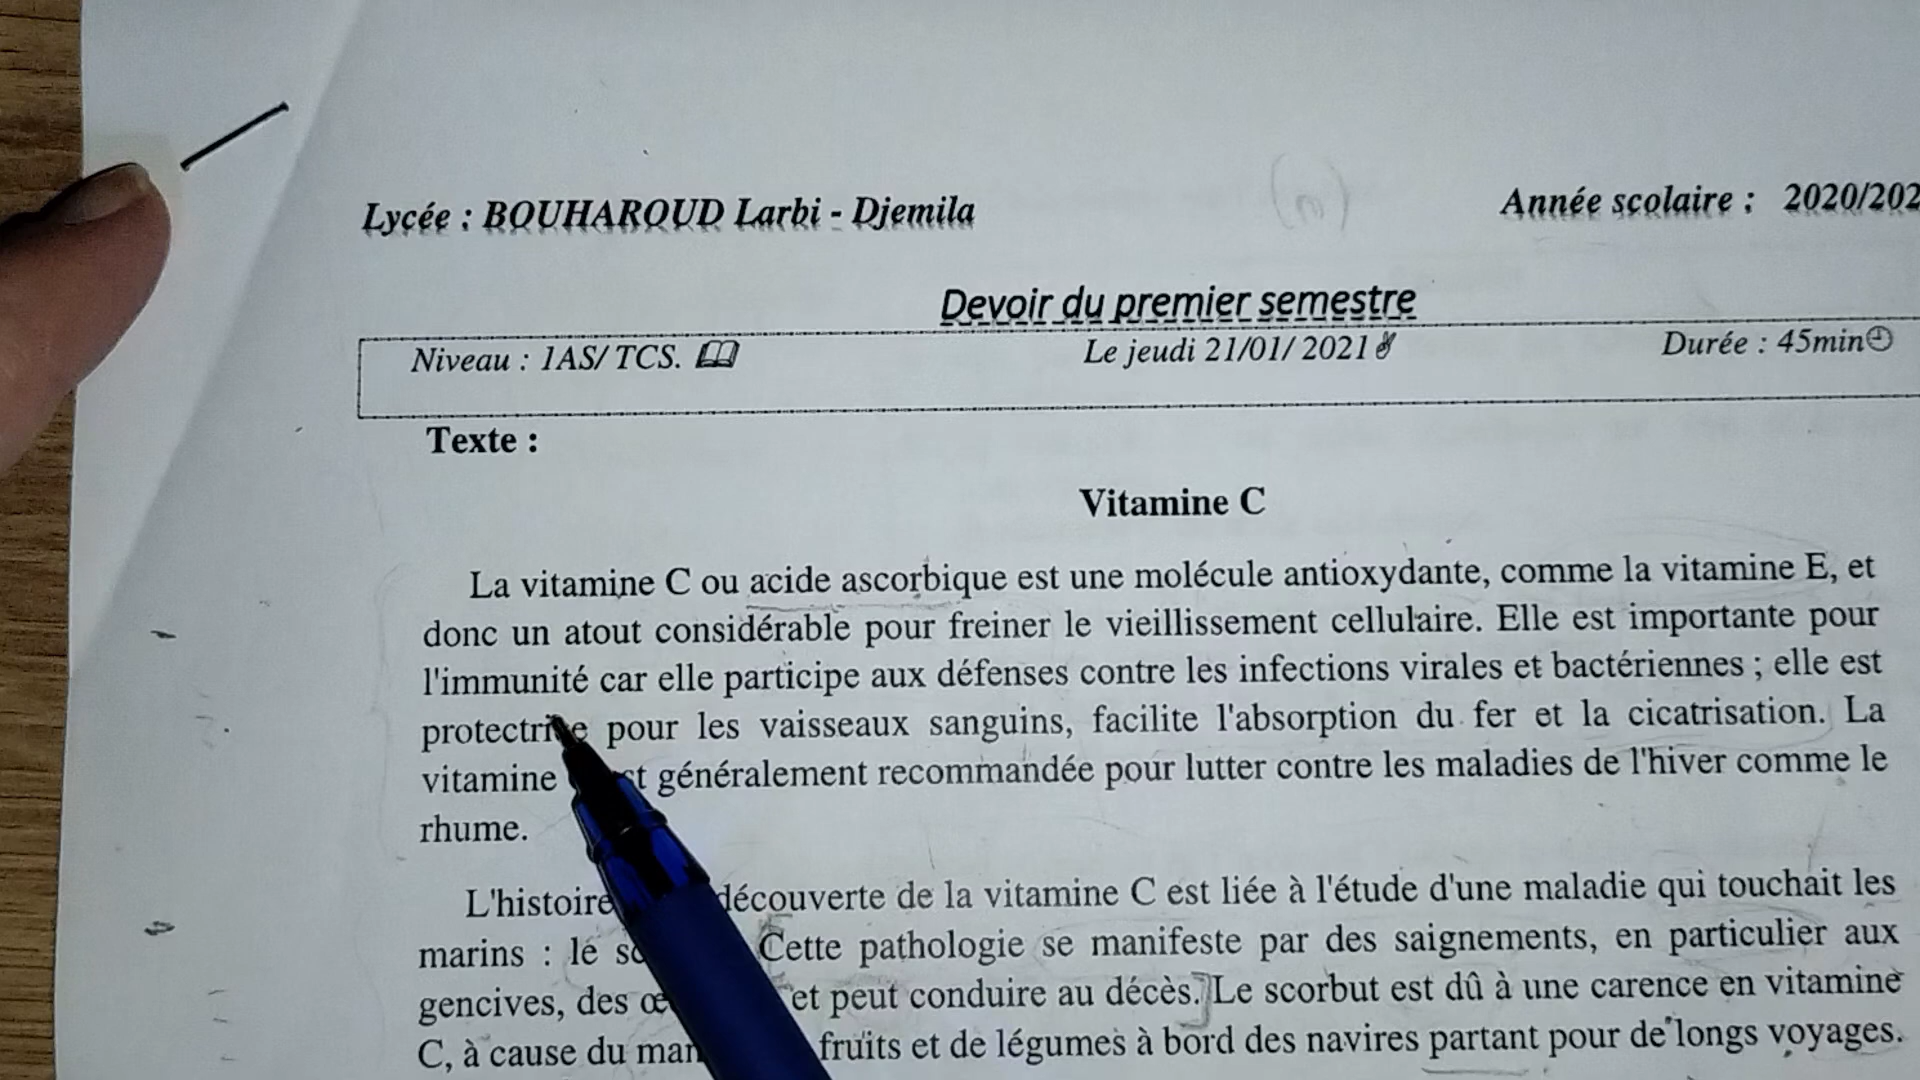 Lycée : BOUHAROUD Larbi - Djemila
Année scolaire : 2020/202
Devoir du premier semestre
Niveau : 1AS/ TCS.
Le jeudi 21/01/ 2021
Durée : 45min
Texte :
Vitamine C
La vitamine C ou acide ascorbique est une molécule antioxydante, comme la vitamine E, et
donc un atout considérable pour freiner le vieillissement cellulaire. Elle est importante pour
l'immunité car elle participe aux défenses contre les infections virales et bactériennes ; elle est
protectrice pour les vaisseaux sanguins, facilite l'absorption du fer et la cicatrisation. La
vitamine généralement recommandée pour lutter contre les maladies de l'hiver comme le
rhume.
L'histoire découverte de la vitamine C est liée à l'étude d'une maladie qui touchait les
marins : le Cette pathologie se manifeste par des saignements, en particulier aux
gencives, des et peut conduire au décès. Le scorbut est dû à une carence en vitamine
C, à cause du fruits et de légumes à bord des navires partant pour de longs voyages.